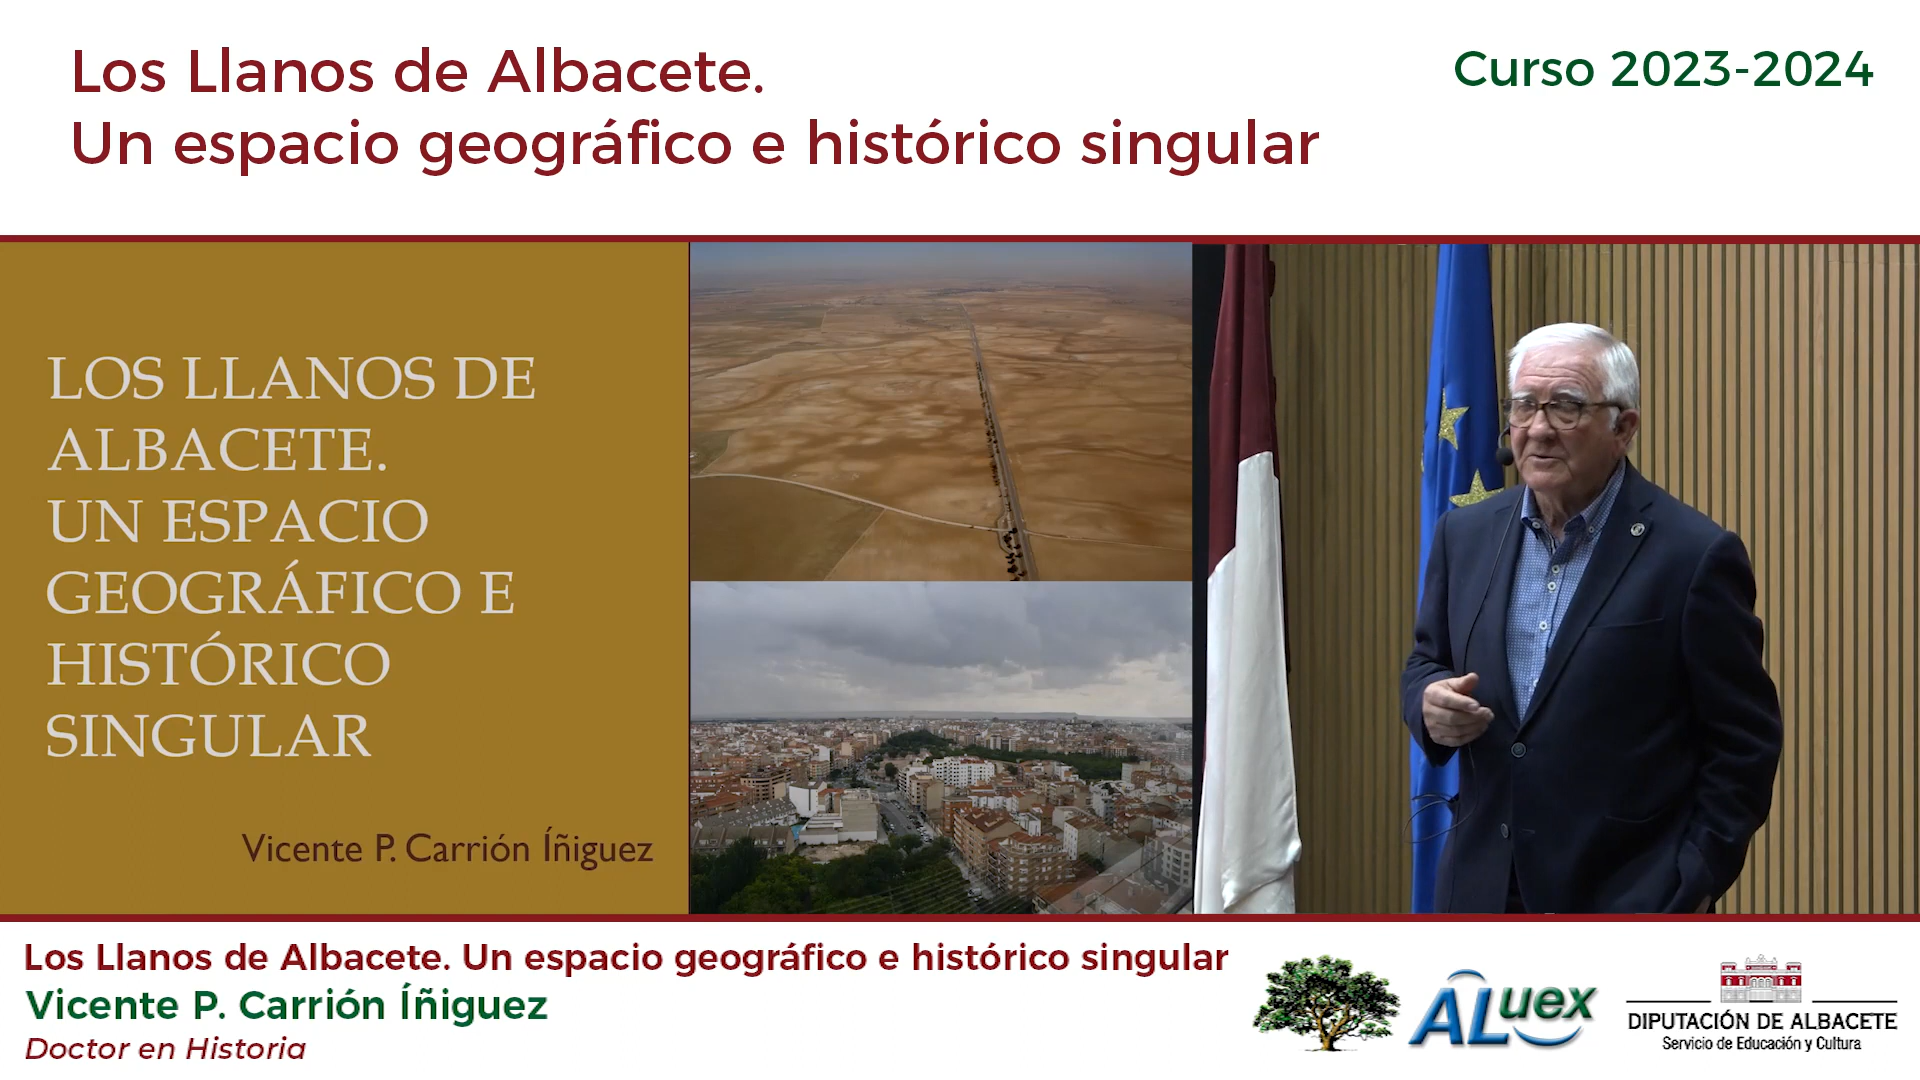 Los Llanos de Albacete.
Un espacio geográfico e histórico singular
Curso 2023-2024
LOS LLANOS DE
ALBACETE.
UN ESPACIO
GEOGRÁFICO E
HISTÓRICO
SINGULAR
Vicente P. Carrión Íñiguez
Los Llanos de Albacete. Un espacio geográfico e histórico singular
Vicente P. Carrión Íñiguez
Doctor en Historia
ALuex
DIPUTACIÓN DE ALBACETE
Servicio de Educación y Cultura